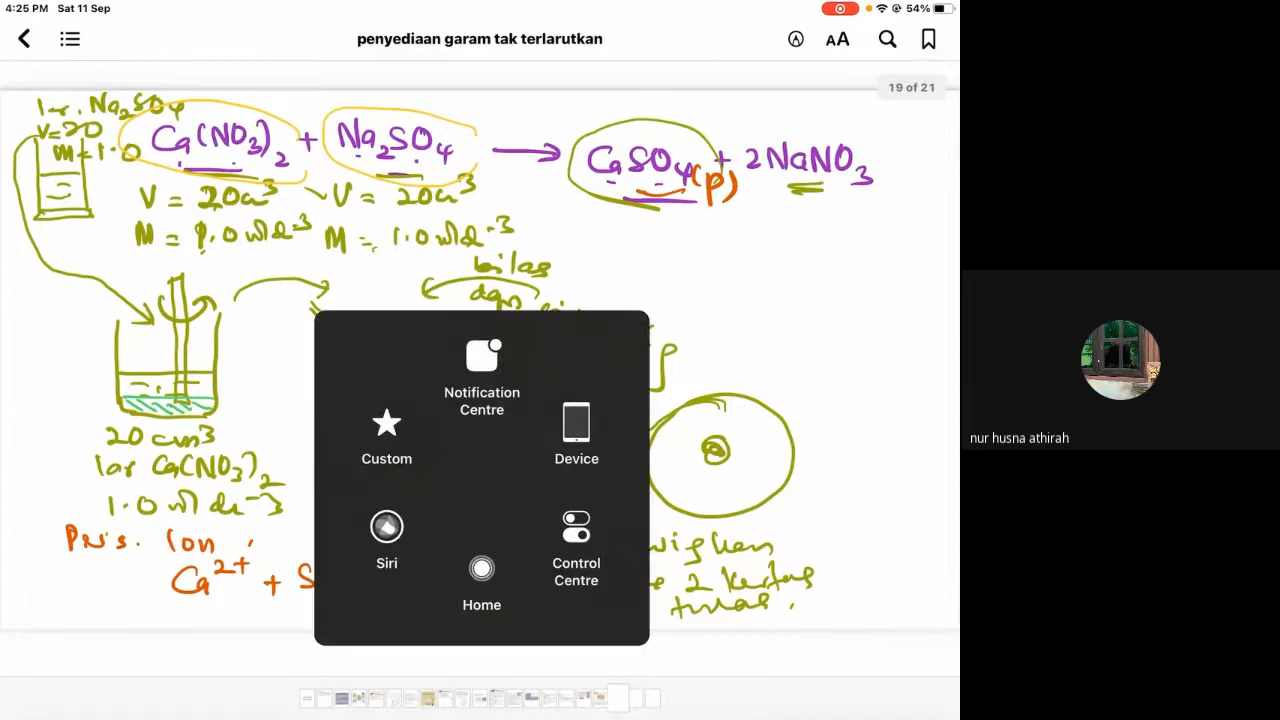 4:25 PM Sat 11 Sep
54%
penyediaan garam tak terlarutkan
AA
19 of 21
lar. Na₂SO₄
V=20
M=1.0
Ca(NO₃)₂ + Na₂SO₄ → CaSO₄(p) + 2NaNO₃
V = 20cm³ V = 20cm³
M = 1.0 mol dm⁻³ M = 1.0 mol dm⁻³
bilas
dgn
20 cm³
lar Ca(NO₃)₂
1.0 mol dm⁻³
Pers. Ion :
Ca²⁺ + S
2 kertas
turas.
Notification
Centre
Custom
Device
Siri
Control
Centre
Home
nur husna athirah